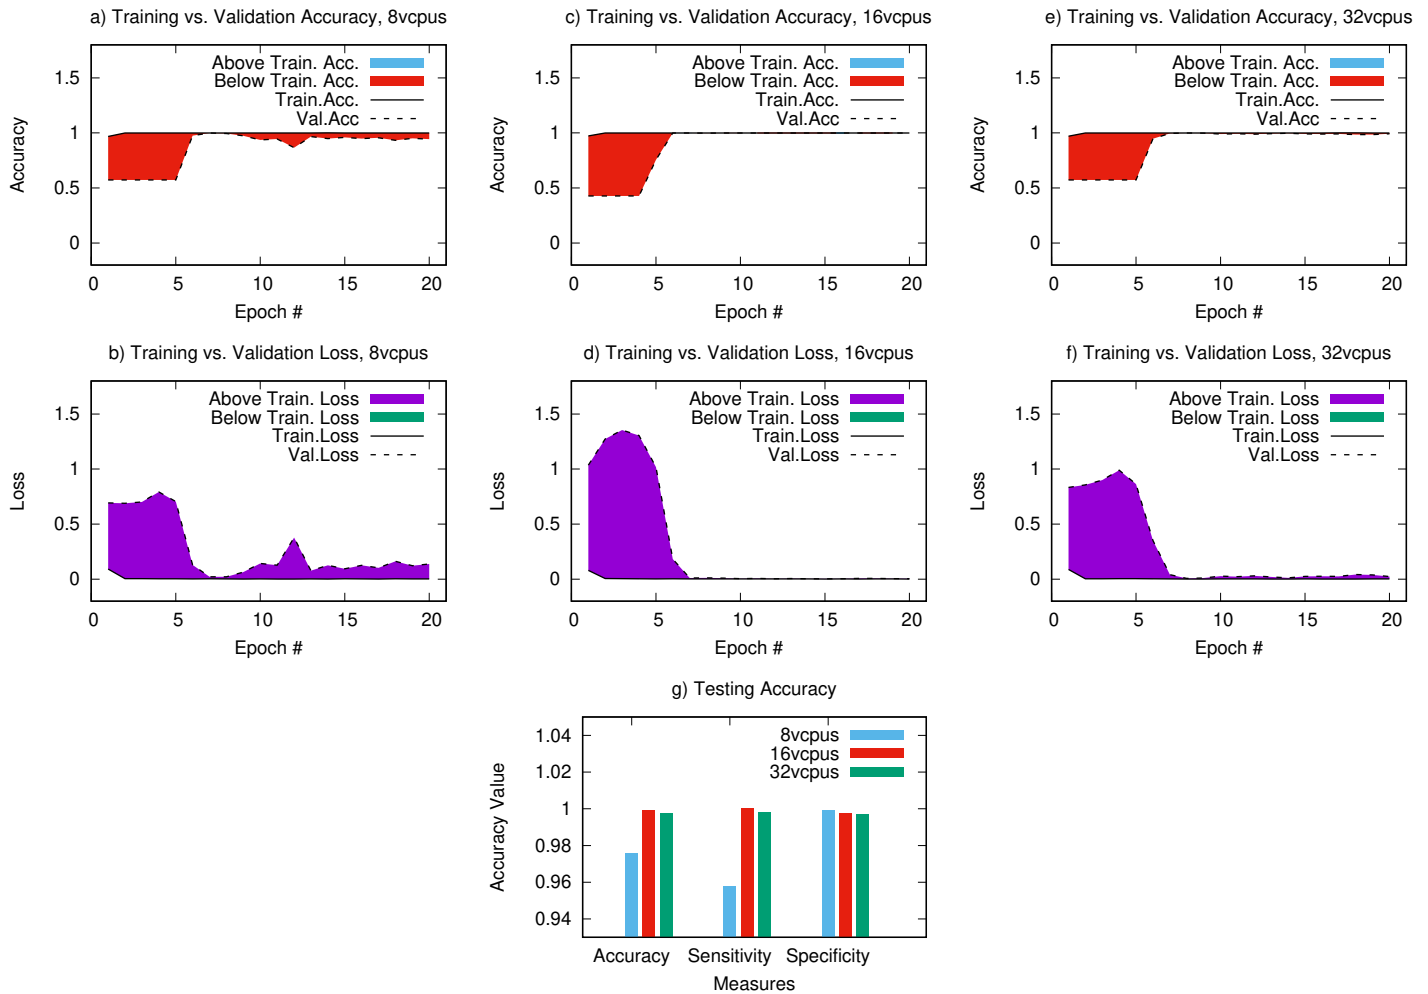 a) Training vs. Validation Accuracy, 8vcpus
Above Train. Acc.
Below Train. Acc.
Train.Acc.
Val.Acc
1.5
1
0.5
0
Accuracy
0 5 10 15 20
Epoch #
c) Training vs. Validation Accuracy, 16vcpus
Above Train. Acc.
Below Train. Acc.
Train.Acc.
Val.Acc
1.5
1
0.5
0
Accuracy
0 5 10 15 20
Epoch #
e) Training vs. Validation Accuracy, 32vcpus
Above Train. Acc.
Below Train. Acc.
Train.Acc.
Val.Acc
1.5
1
0.5
0
Accuracy
0 5 10 15 20
Epoch #
b) Training vs. Validation Loss, 8vcpus
Above Train. Loss
Below Train. Loss
Train.Loss
Val.Loss
1.5
1
0.5
0
Loss
0 5 10 15 20
Epoch #
d) Training vs. Validation Loss, 16vcpus
Above Train. Loss
Below Train. Loss
Train.Loss
Val.Loss
1.5
1
0.5
0
Loss
0 5 10 15 20
Epoch #
f) Training vs. Validation Loss, 32vcpus
Above Train. Loss
Below Train. Loss
Train.Loss
Val.Loss
1.5
1
0.5
0
Loss
0 5 10 15 20
Epoch #
g) Testing Accuracy
8vcpus
16vcpus
32vcpus
1.04
1.02
1
0.98
0.96
0.94
Accuracy Value
Accuracy Sensitivity Specificity
Measures